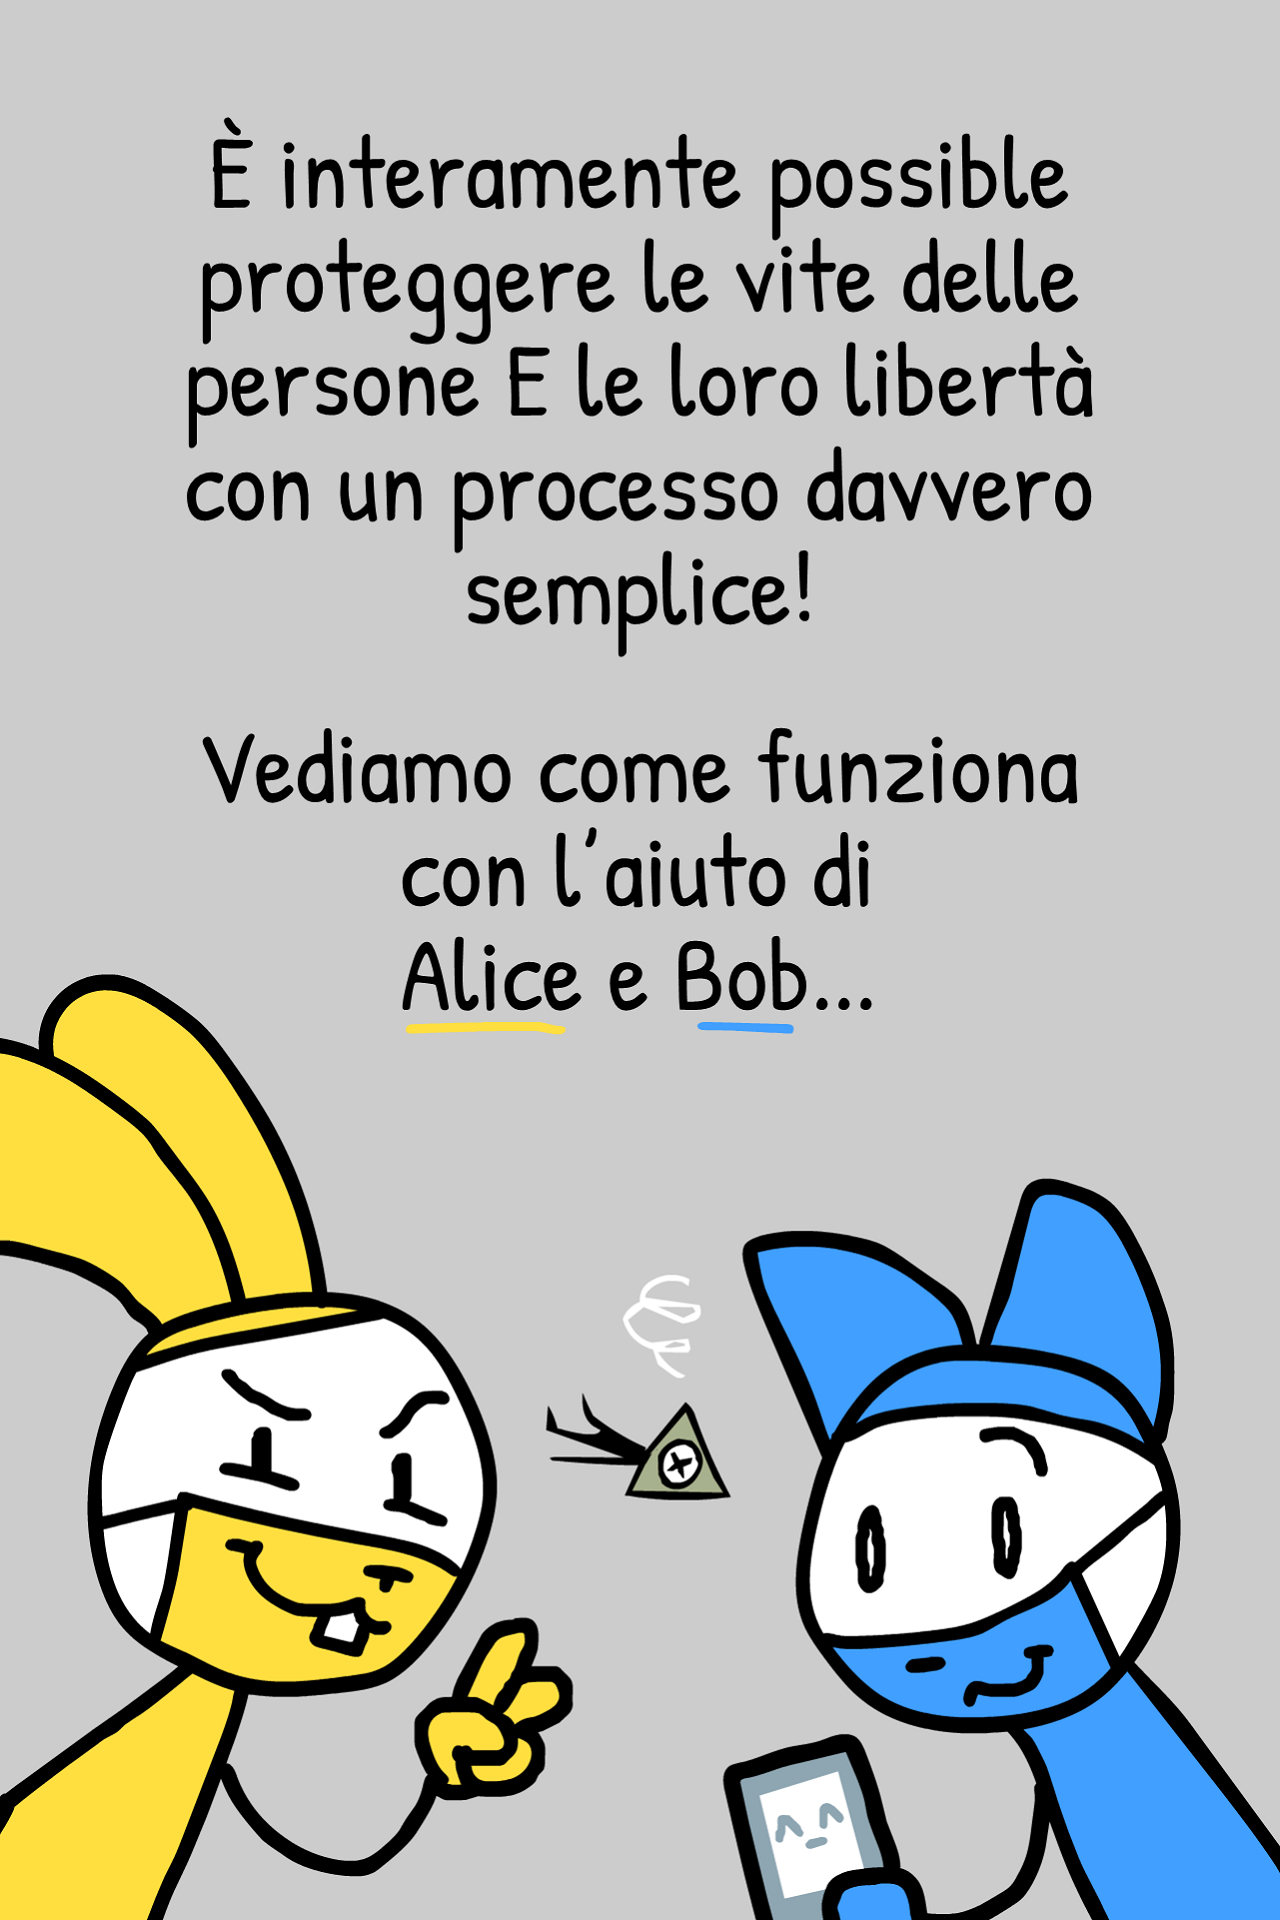 È interamente possible
proteggere le vite delle
persone E le loro libertà
con un processo davvero
semplice!
Vediamo come funziona
con l'aiuto di
Alice e Bob...